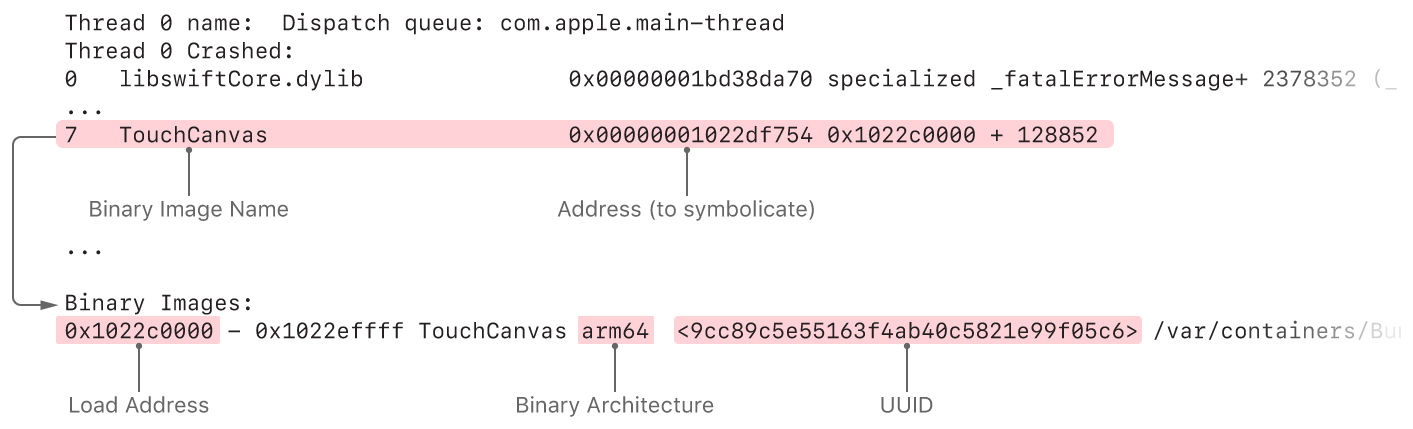 Thread 0 name:  Dispatch queue: com.apple.main-thread
Thread 0 Crashed:
0   libswiftCore.dylib               0x00000001bd38da70 specialized _fatalErrorMessage+ 2378352 (_
...
7   TouchCanvas                      0x00000001022df754 0x1022c0000 + 128852
Binary Image Name   Address (to symbolicate)
...
Binary Images:
0x1022c0000 – 0x1022effff TouchCanvas arm64  <9cc89c5e55163f4ab40c5821e99f05c6> /var/containers/Bun
Load Address   Binary Architecture   UUID